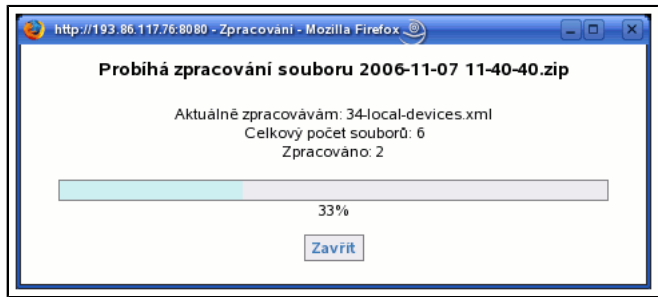 http://193.86.117.76:8080 - Zpracování - Mozilla Firefox
Probíhá zpracování souboru 2006-11-07 11-40-40.zip
Aktuálně zpracovávám: 34-local-devices.xml
Celkový počet souborů: 6
Zpracováno: 2
33%
Zavřít